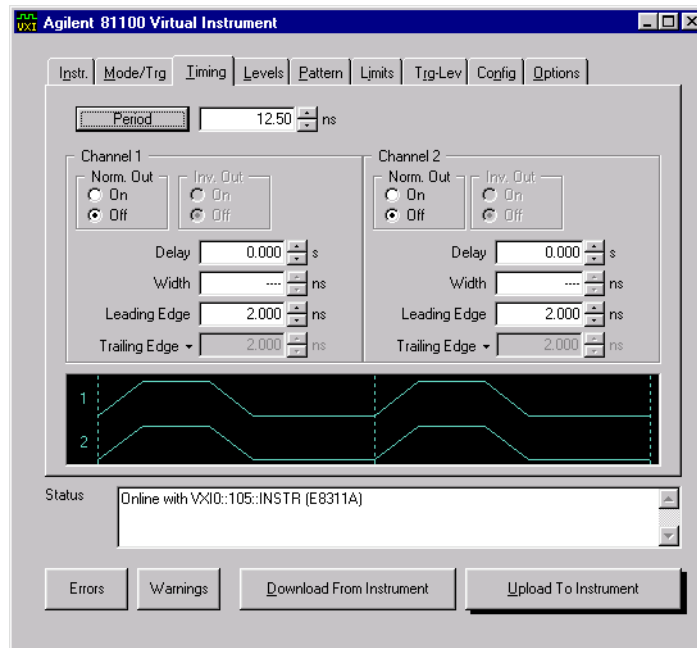 VXI Agilent 81100 Virtual Instrument
Instr. Mode/Trg Timing Levels Pattern Limits Trg-Lev Config Options
Period 12.50 ns
Channel 1
Norm. Out Inv. Out
On On
Off Off
Delay 0.000 s
Width ---- ns
Leading Edge 2.000 ns
Trailing Edge 2.000 ns
Channel 2
Norm. Out Inv. Out
On On
Off Off
Delay 0.000 s
Width ---- ns
Leading Edge 2.000 ns
Trailing Edge 2.000 ns
1
2
Status Online with VXI0::105::INSTR (E8311A)
Errors Warnings Download From Instrument Upload To Instrument